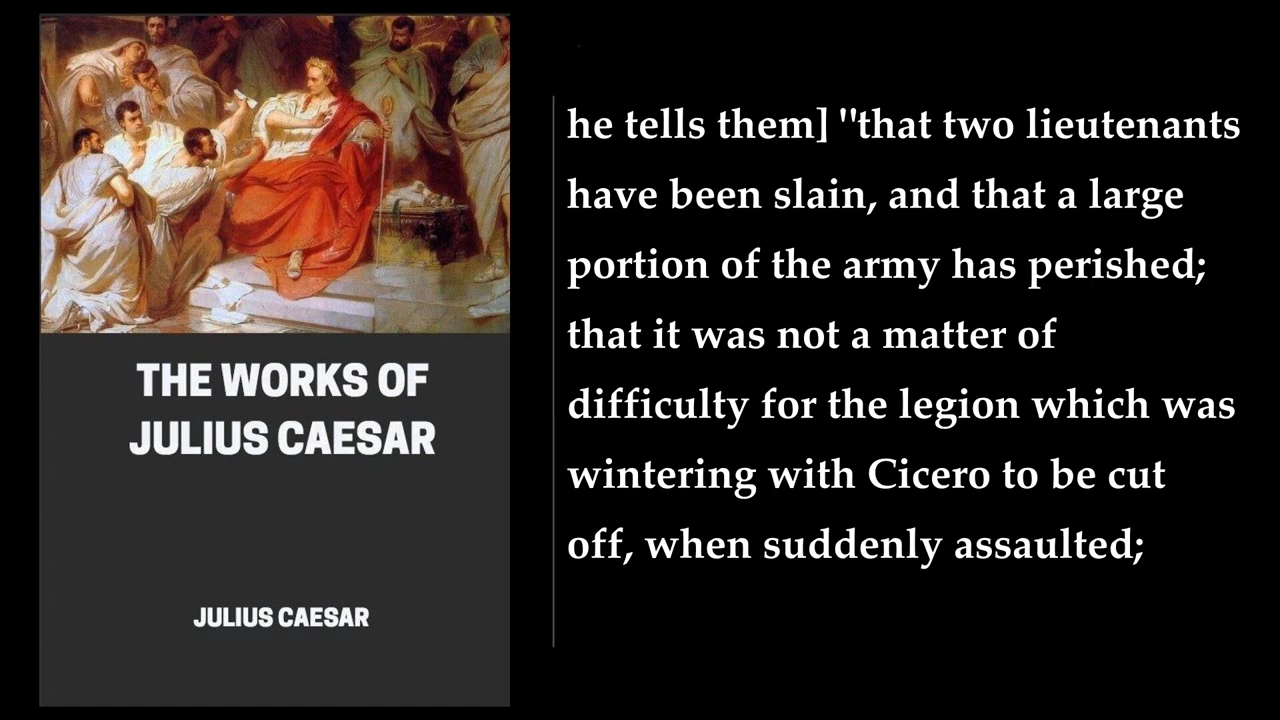 THE WORKS OF
JULIUS CAESAR
JULIUS CAESAR
he tells them] "that two lieutenants
have been slain, and that a large
portion of the army has perished;
that it was not a matter of
difficulty for the legion which was
wintering with Cicero to be cut
off, when suddenly assaulted;